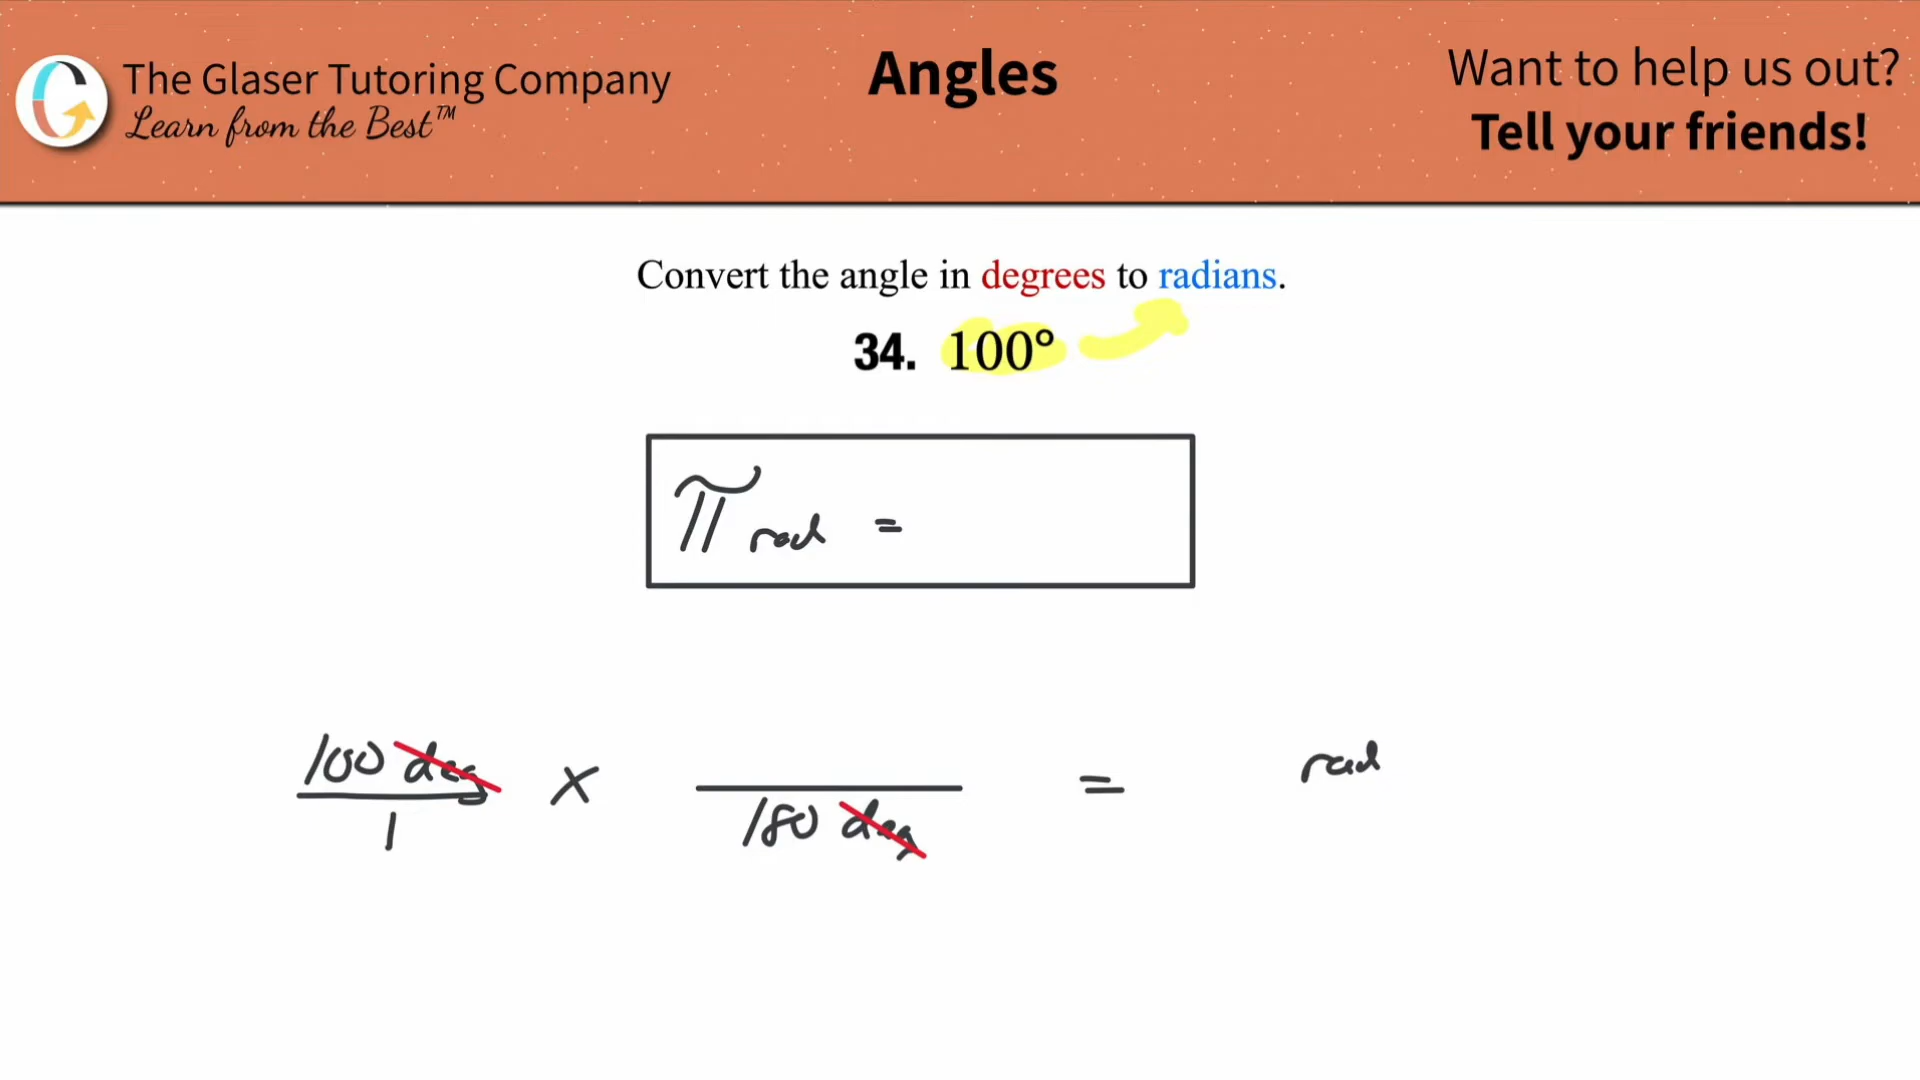 The Glaser Tutoring Company
Learn from the Best™
Angles
Want to help us out?
Tell your friends!
Convert the angle in degrees to radians.
34. 100°
π rad =
100 deg × ___ = rad
1 180 deg